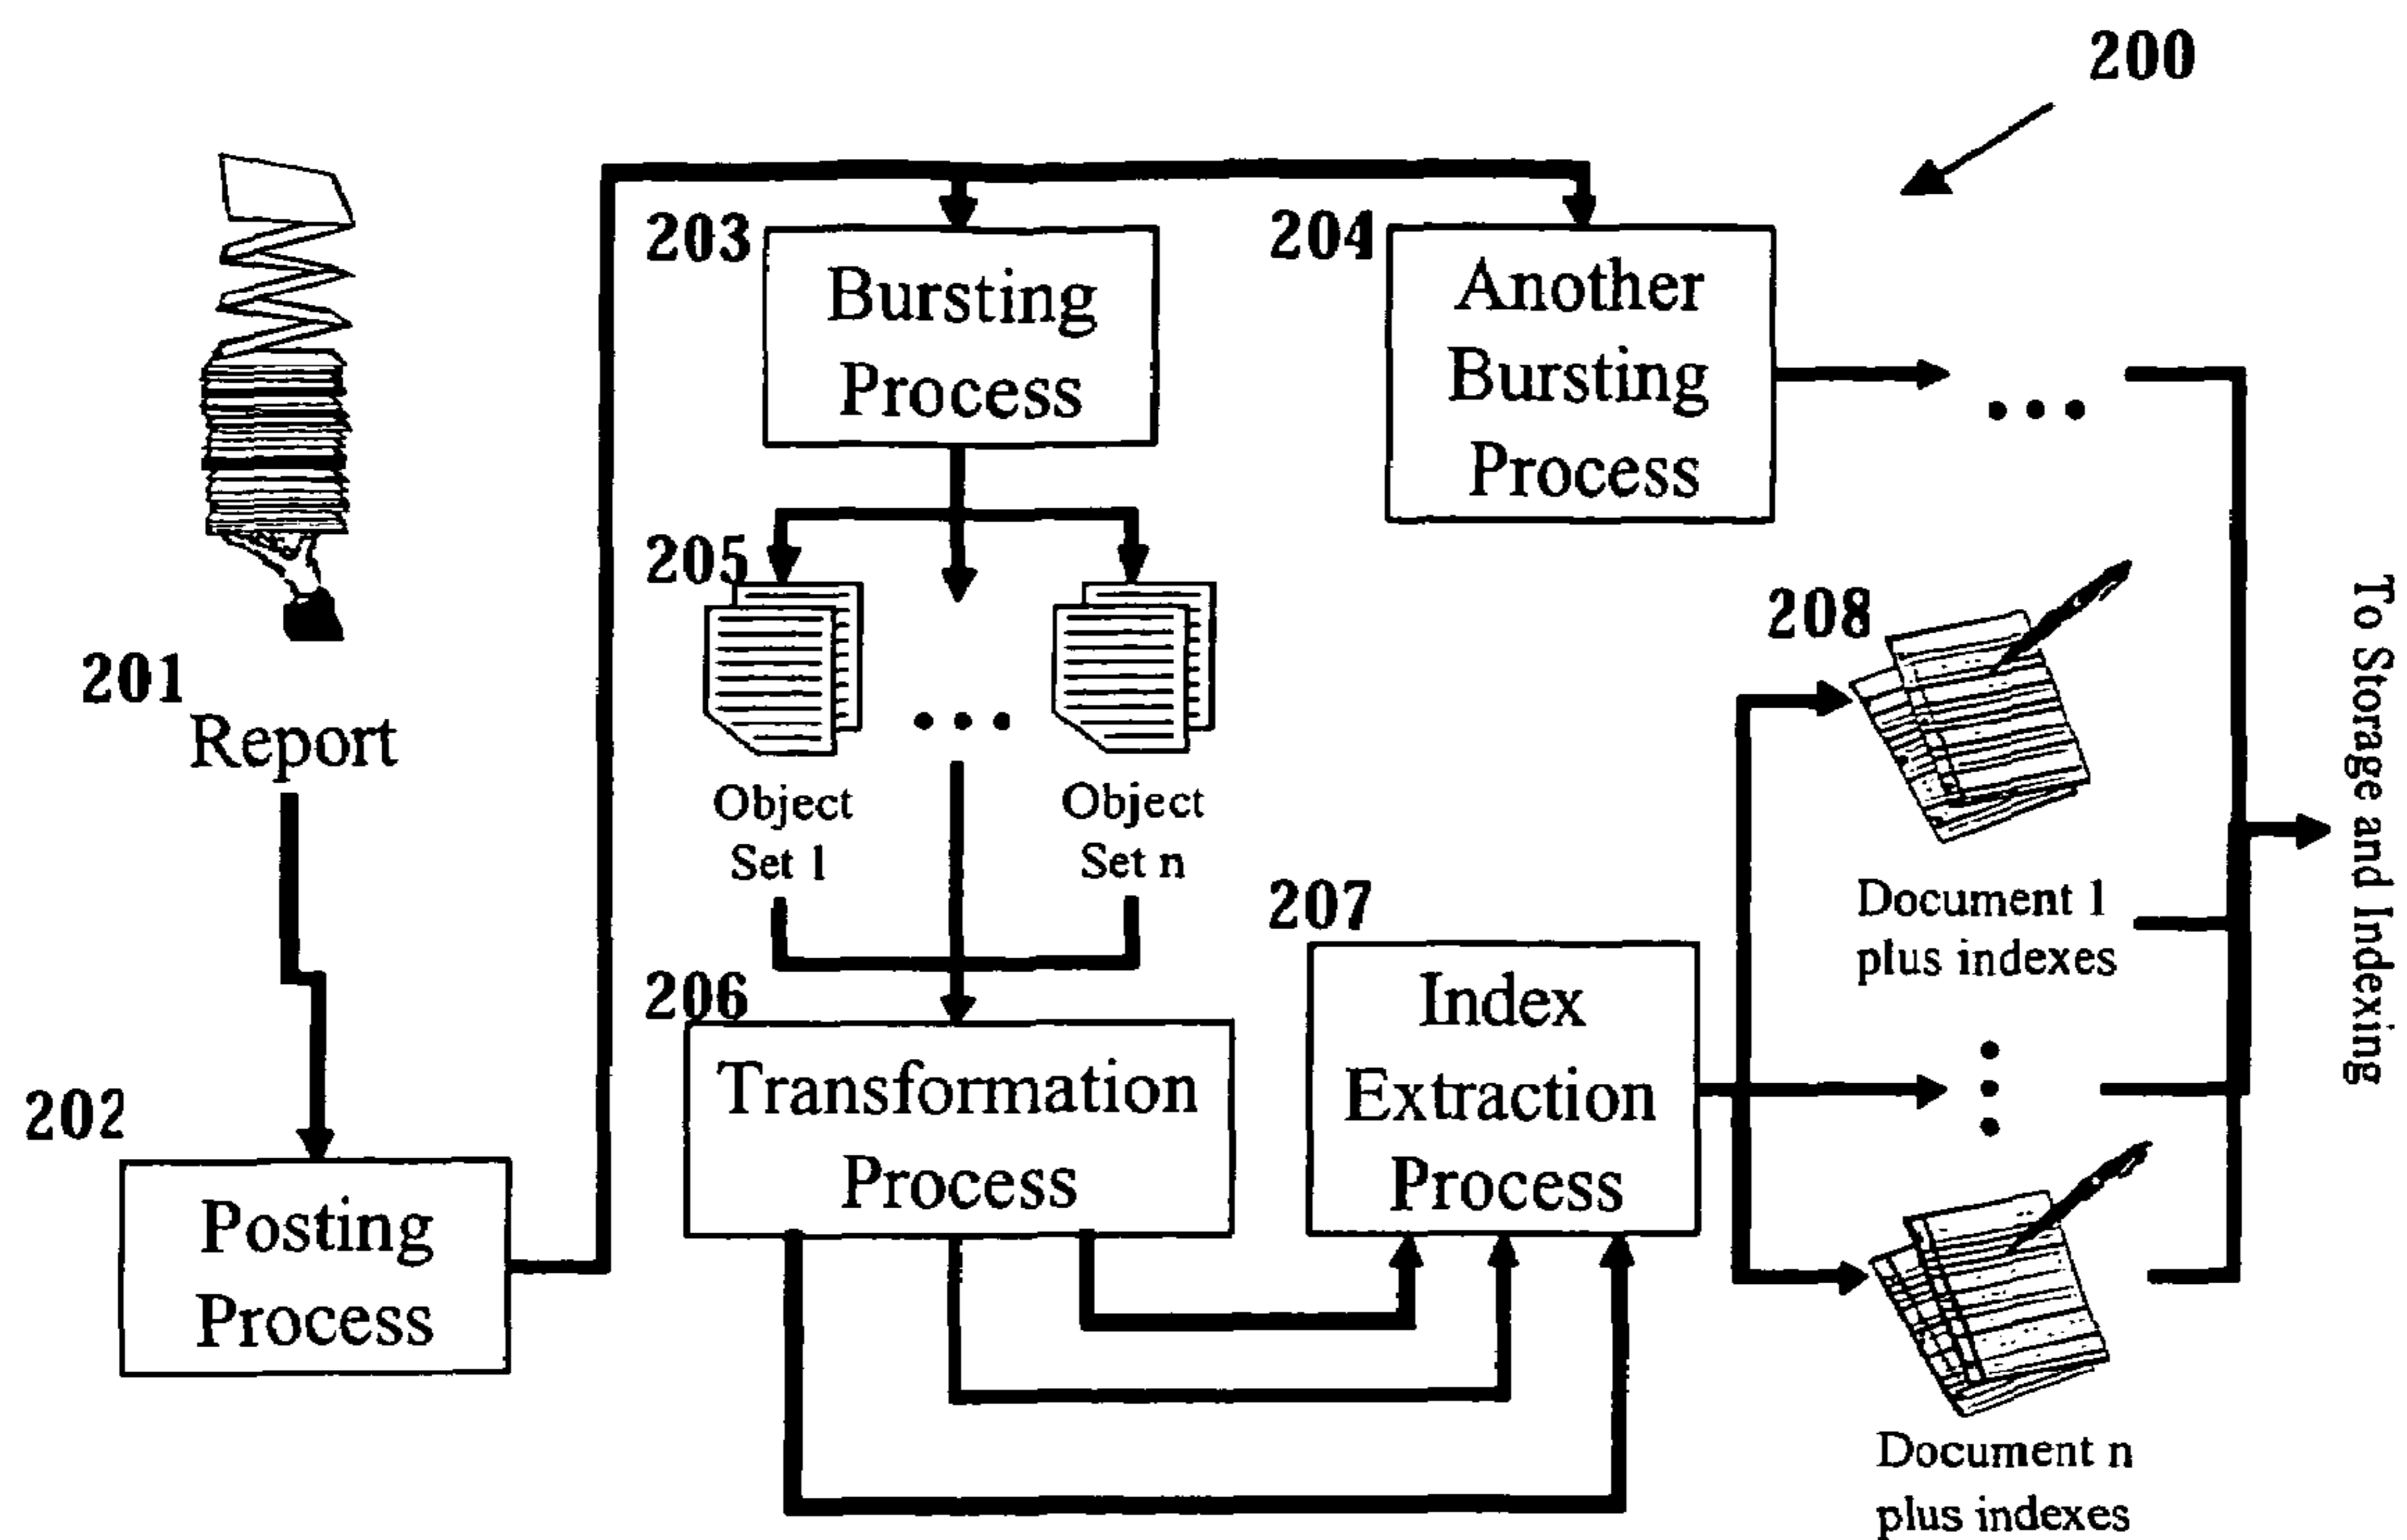 200
203
Bursting
Process
204
Another
Bursting
Process
201
Report
205
Object
Set 1
Object
Set n
208
Document 1
plus indexes
To Storage and Indexing
202
Posting
Process
206
Transformation
Process
207
Index
Extraction
Process
Document n
plus indexes